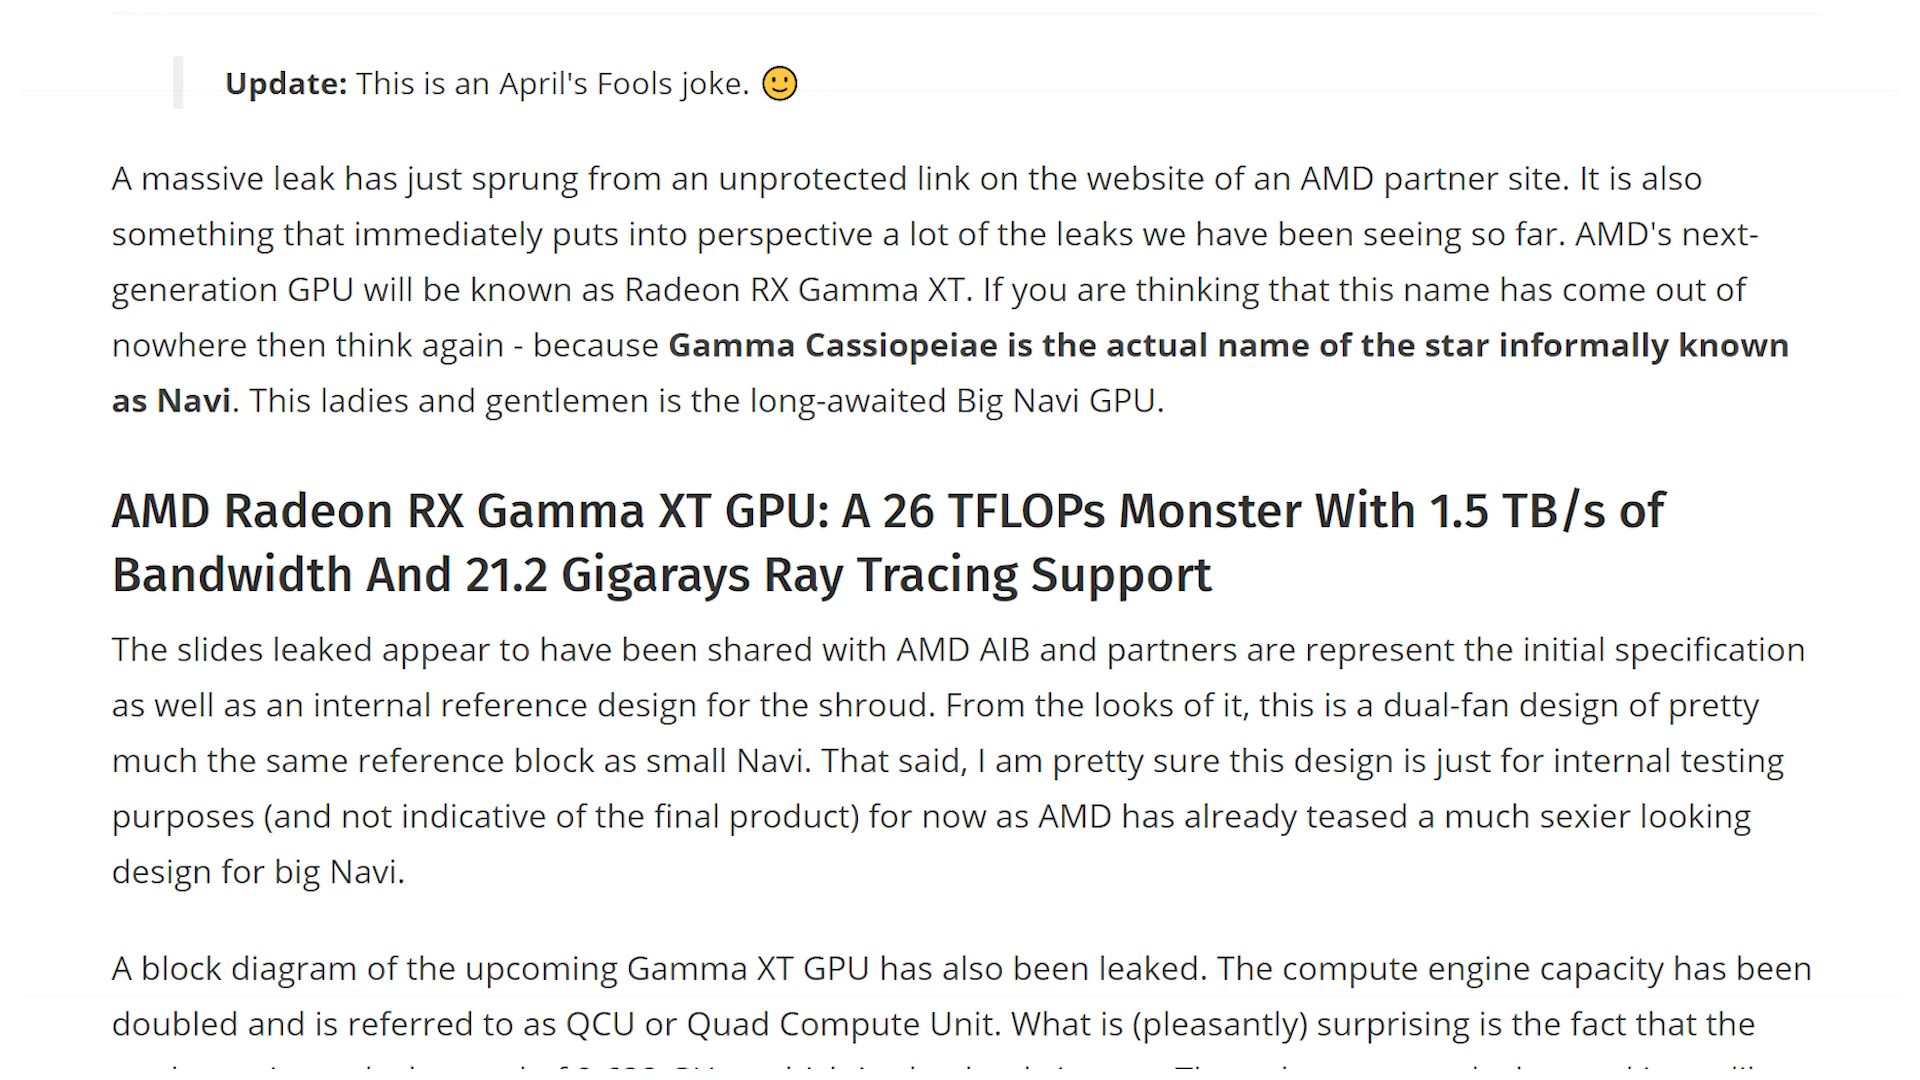 Update: This is an April's Fools joke. 🙂
A massive leak has just sprung from an unprotected link on the website of an AMD partner site. It is also
something that immediately puts into perspective a lot of the leaks we have been seeing so far. AMD's next-
generation GPU will be known as Radeon RX Gamma XT. If you are thinking that this name has come out of
nowhere then think again - because Gamma Cassiopeiae is the actual name of the star informally known
as Navi. This ladies and gentlemen is the long-awaited Big Navi GPU.
AMD Radeon RX Gamma XT GPU: A 26 TFLOPs Monster With 1.5 TB/s of
Bandwidth And 21.2 Gigarays Ray Tracing Support
The slides leaked appear to have been shared with AMD AIB and partners are represent the initial specification
as well as an internal reference design for the shroud. From the looks of it, this is a dual-fan design of pretty
much the same reference block as small Navi. That said, I am pretty sure this design is just for internal testing
purposes (and not indicative of the final product) for now as AMD has already teased a much sexier looking
design for big Navi.
A block diagram of the upcoming Gamma XT GPU has also been leaked. The compute engine capacity has been
doubled and is referred to as QCU or Quad Compute Unit. What is (pleasantly) surprising is the fact that the